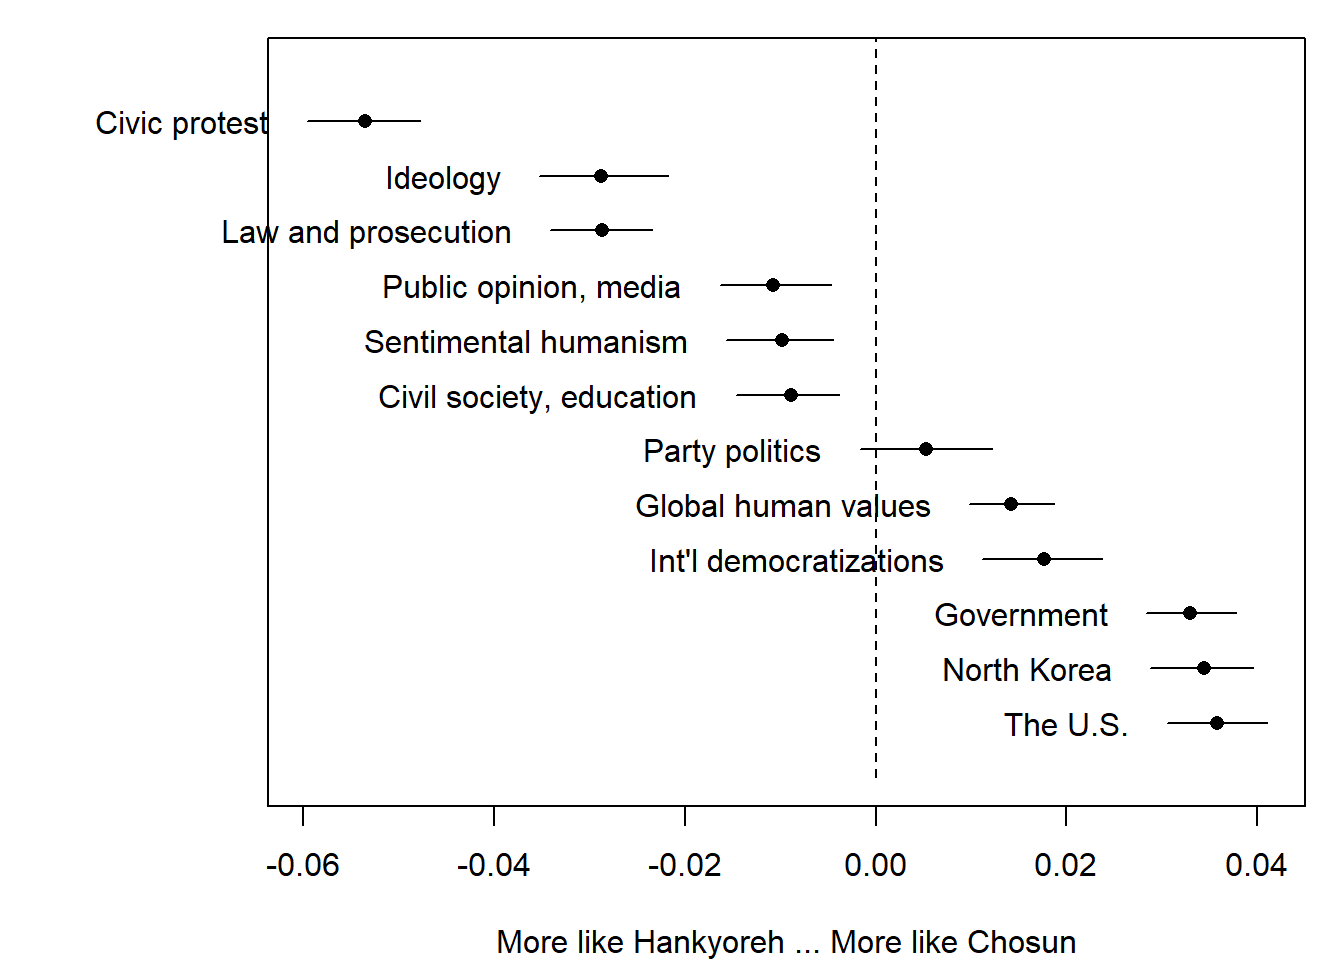 Civic protest
Ideology
Law and prosecution
Public opinion, media
Sentimental humanism
Civil society, education
Party politics
Global human values
Int'l democratizations
Government
North Korea
The U.S.
-0.06 -0.04 -0.02 0.00 0.02 0.04
More like Hankyoreh ... More like Chosun